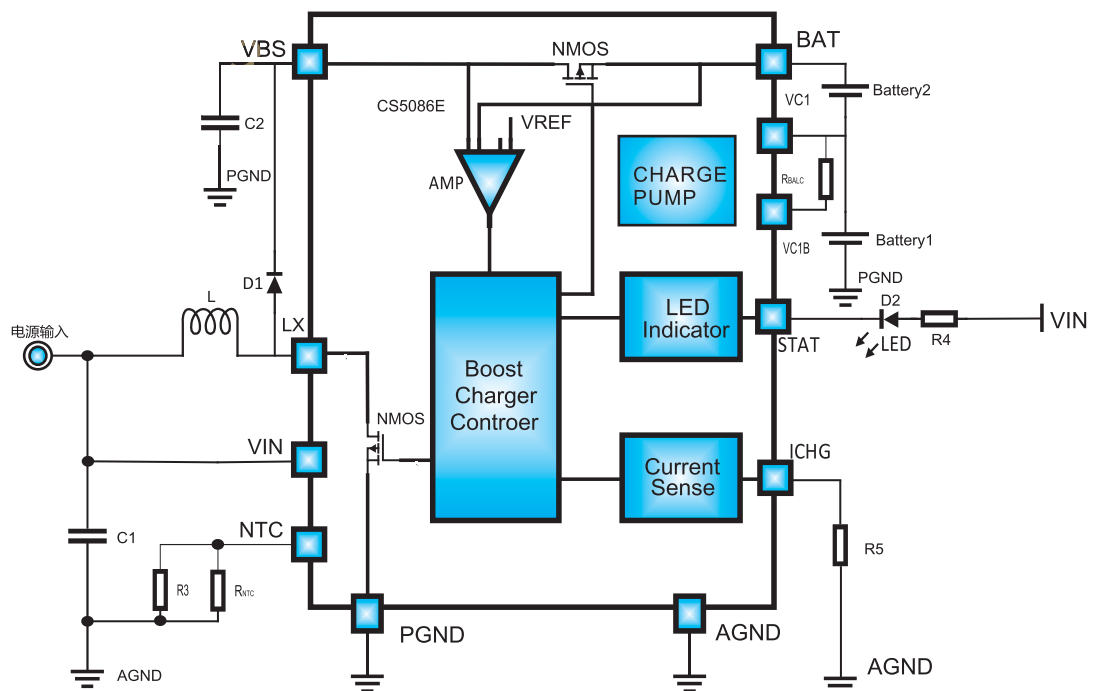 VBS
NMOS
BAT
VC1
Battery2
C2
CS5086E
VREF
PGND
AMP
CHARGE
PUMP
RBALC
VC1B
Battery1
PGND
D1
L
LX
电源输入
LED
Indicator
D2
VIN
STAT
LED
R4
Boost
Charger
Controer
NMOS
VIN
ICHG
Current
Sense
NTC
C1
R3
RNTC
R5
PGND
AGND
AGND
AGND